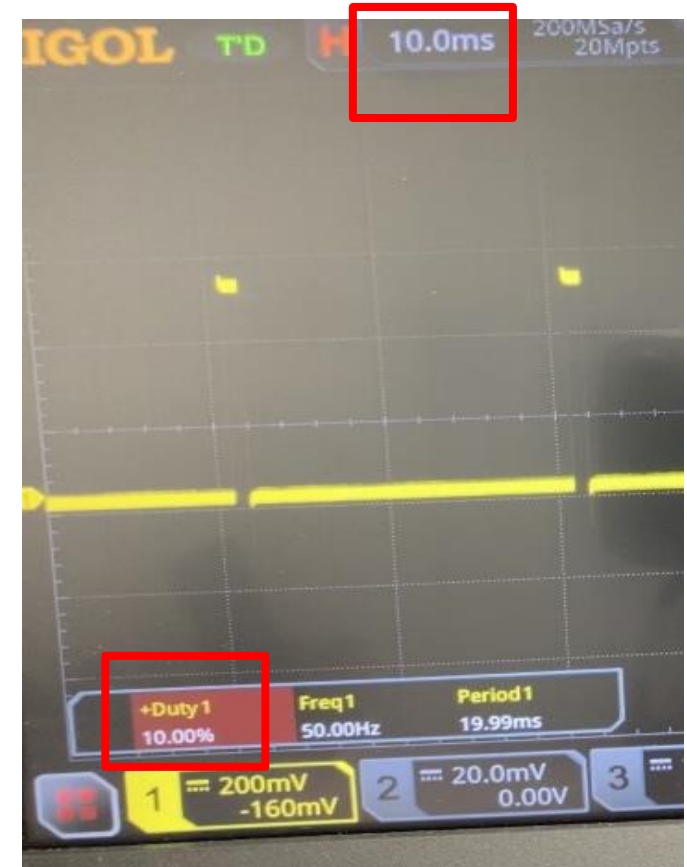 IGOL T'D H 10.0ms 200MSa/s
20Mpts
+Duty1 Freq1 Period1
10.00% 50.00Hz 19.99ms
1 200mV 2 20.0mV 3
-160mV 0.00V